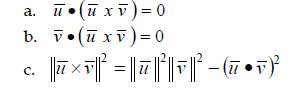 a. u̅ • (u̅ x v̅) = 0
b. v̅ • (u̅ x v̅) = 0
c. ‖u̅ × v̅‖² = ‖u̅‖²‖v̅‖² − (u̅ • v̅)²